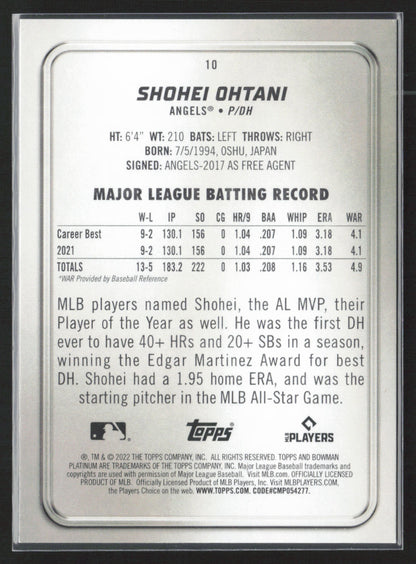 10
SHOHEI OHTANI
ANGELS® • P/DH
HT: 6'4" WT: 210 BATS: LEFT THROWS: RIGHT
BORN: 7/5/1994, OSHU, JAPAN
SIGNED: ANGELS-2017 AS FREE AGENT
MAJOR LEAGUE BATTING RECORD
W-L IP SO CG HR/9 BAA WHIP ERA WAR
Career Best 9-2 130.1 156 0 1.04 .207 1.09 3.18 4.1
2021 9-2 130.1 156 0 1.04 .207 1.09 3.18 4.1
TOTALS 13-5 183.2 222 0 1.03 .208 1.16 3.53 4.9
*WAR Provided by Baseball Reference
MLB players named Shohei, the AL MVP, their
Player of the Year as well. He was the first DH
ever to have 40+ HRs and 20+ SBs in a season,
winning the Edgar Martinez Award for best
DH. Shohei had a 1.95 home ERA, and was the
starting pitcher in the MLB All-Star Game.
Topps
MLB PLAYERS
®, TM & © 2022 THE TOPPS COMPANY, INC. ALL RIGHTS RESERVED. TOPPS AND BOWMAN
PLATINUM ARE TRADEMARKS OF THE TOPPS COMPANY, INC. Major League Baseball trademarks and
copyrights are used with permission of Major League Baseball. Visit MLB.com. OFFICIALLY LICENSED
PRODUCT OF MLB. Officially Licensed Product of MLB Players, Inc. Visit MLBPLAYERS.COM,
the Players Choice on the web. WWW.TOPPS.COM. CODE#CMP054277.